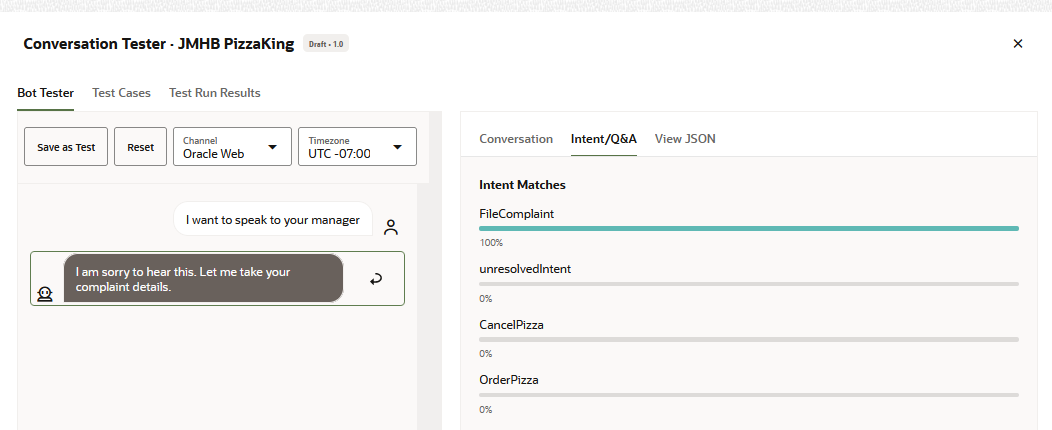 Conversation Tester · JMHB PizzaKing Draft • 1.0
Bot Tester Test Cases Test Run Results
Save as Test
Reset
Channel
Oracle Web
Timezone
UTC -07:00
I want to speak to your manager
I am sorry to hear this. Let me take your
complaint details.
Conversation Intent/Q&A View JSON
Intent Matches
FileComplaint
100%
unresolvedIntent
0%
CancelPizza
0%
OrderPizza
0%